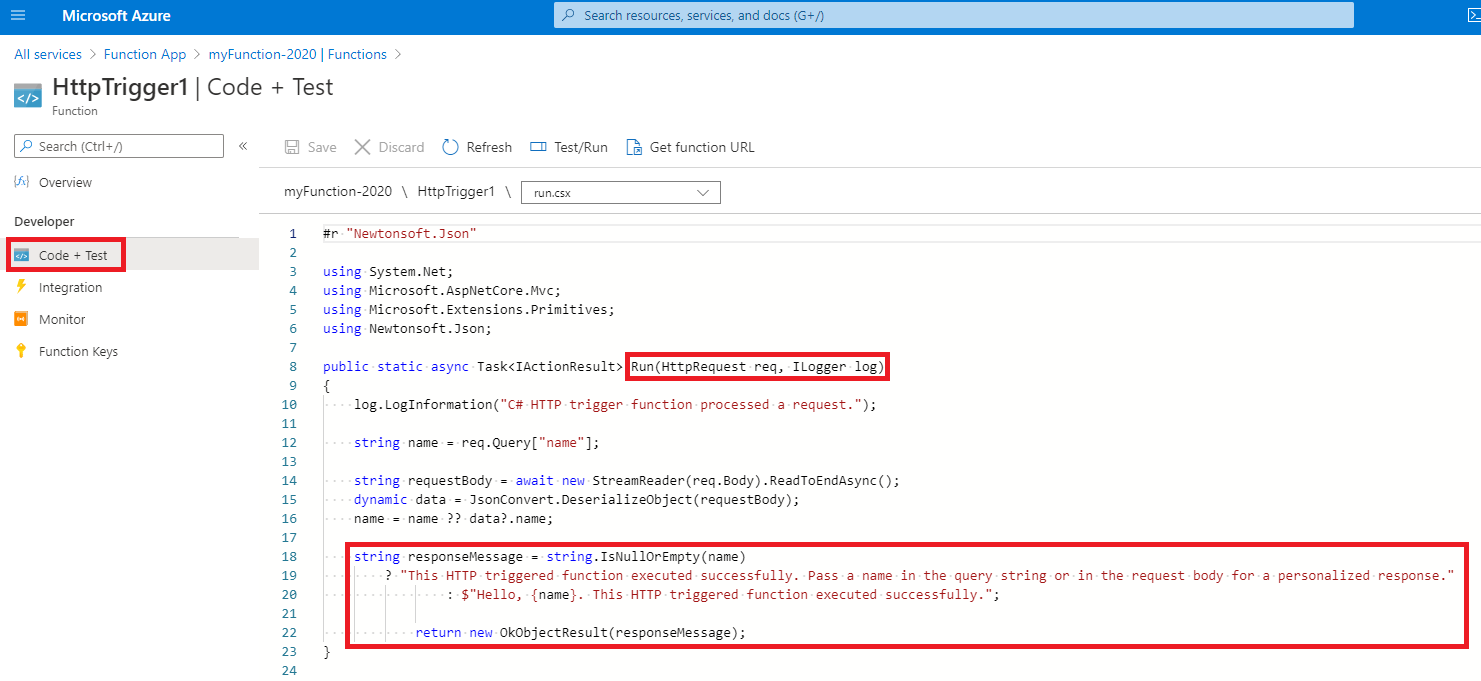 Microsoft Azure
Search resources, services, and docs (G+/)
All services > Function App > myFunction-2020 | Functions >
HttpTrigger1 | Code + Test
Function
Search (Ctrl+/)
«
Save
Discard
Refresh
Test/Run
Get function URL
Overview
Developer
Code + Test
Integration
Monitor
Function Keys
myFunction-2020 \ HttpTrigger1 \ run.csx
1 #r "Newtonsoft.Json"
2
3 using System.Net;
4 using Microsoft.AspNetCore.Mvc;
5 using Microsoft.Extensions.Primitives;
6 using Newtonsoft.Json;
7
8 public static async Task<IActionResult> Run(HttpRequest req, ILogger log)
9 {
10     log.LogInformation("C# HTTP trigger function processed a request.");
11
12     string name = req.Query["name"];
13
14     string requestBody = await new StreamReader(req.Body).ReadToEndAsync();
15     dynamic data = JsonConvert.DeserializeObject(requestBody);
16     name = name ?? data?.name;
17
18     string responseMessage = string.IsNullOrEmpty(name)
19         ? "This HTTP triggered function executed successfully. Pass a name in the query string or in the request body for a personalized response."
20                 : $"Hello, {name}. This HTTP triggered function executed successfully.";
21
22             return new OkObjectResult(responseMessage);
23 }
24